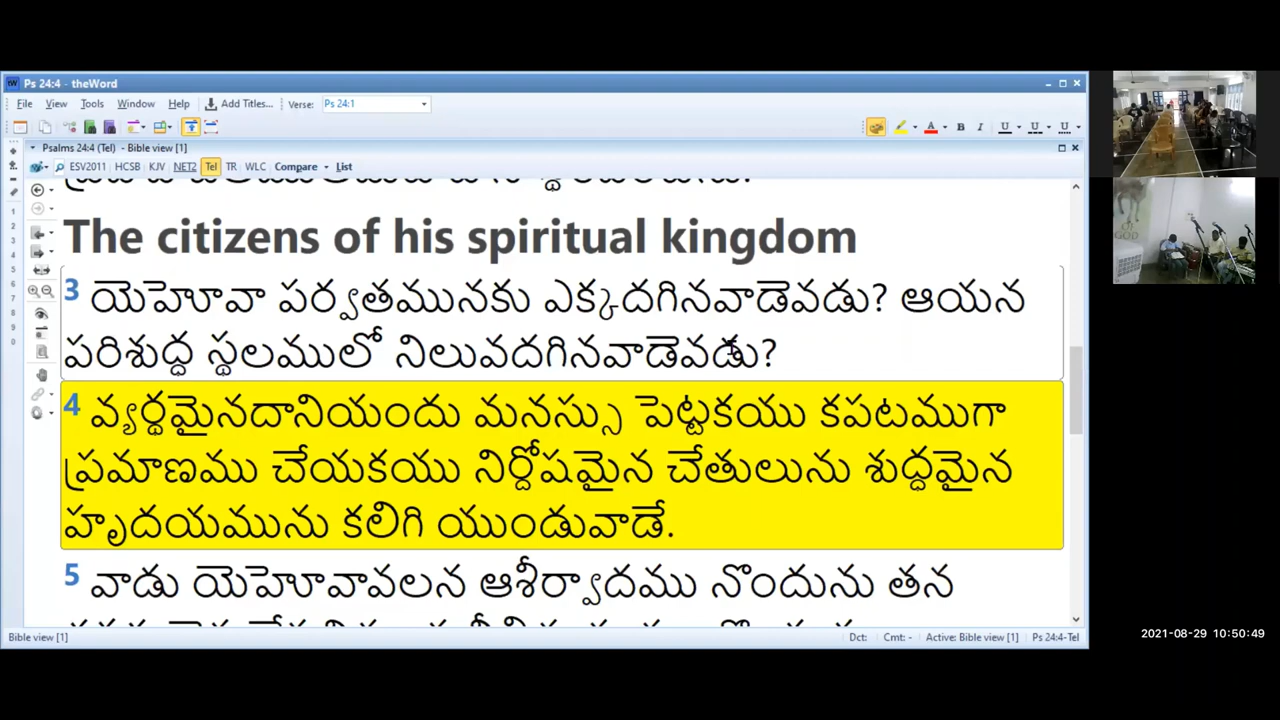 Ps 24:4 - theWord
File View Tools Window Help Add Titles... Verse: Ps 24:1
A B I U U U
Psalms 24:4 (Tel) - Bible view [1]
ESV2011 HCSB KJV NET2 Tel TR WLC Compare List
The citizens of his spiritual kingdom
3 యెహోవా పర్వతమునకు ఎక్కదగినవాడెవడు? ఆయన
పరిశుద్ధ స్థలములో నిలువదగినవాడెవడు?
4 వ్యర్థమైనదానియందు మనస్సు పెట్టకయు కపటముగా
ప్రమాణము చేయకయు నిర్దోషమైన చేతులును శుద్ధమైన
హృదయమును కలిగి యుండువాడే.
5 వాడు యెహోవావలన ఆశీర్వాదము నొందును తన
Bible view [1] Dct: Cmt: - Active: Bible view [1] Ps 24:4-Tel
GOD
2021-08-29 10:50:49